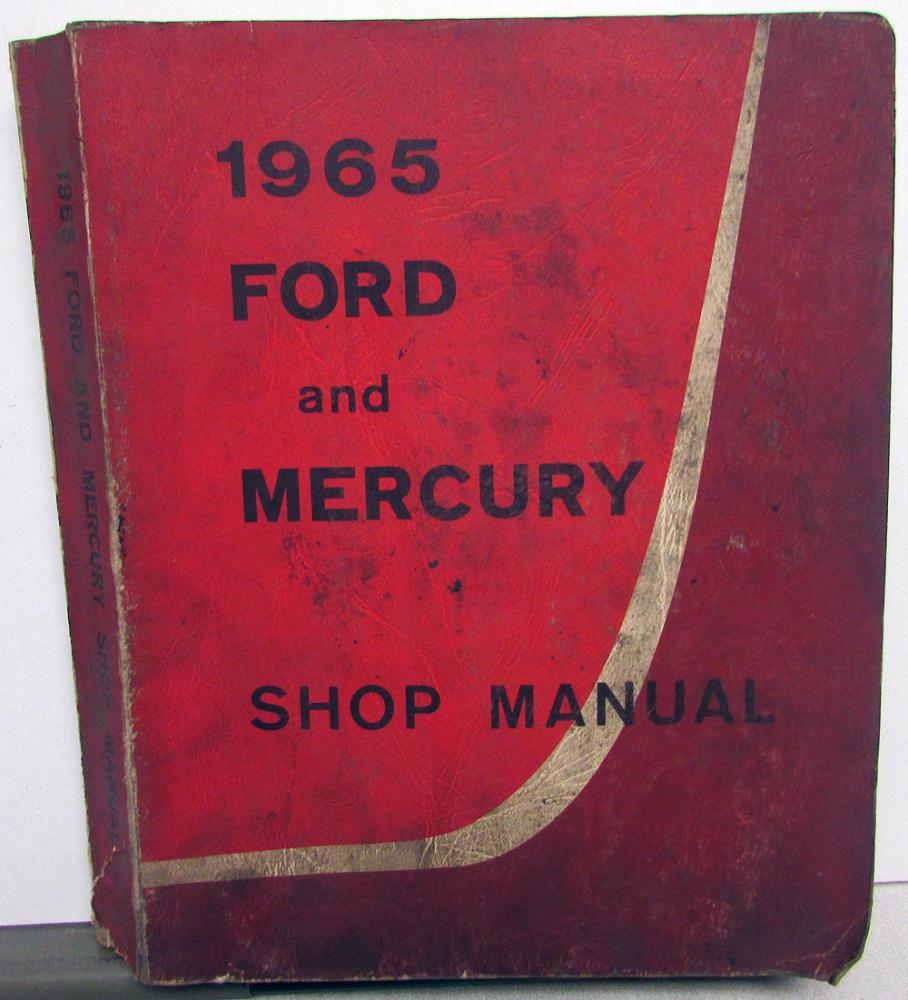 1965
FORD
and
MERCURY
SHOP MANUAL
1965 FORD AND MERCURY SHOP MANUAL